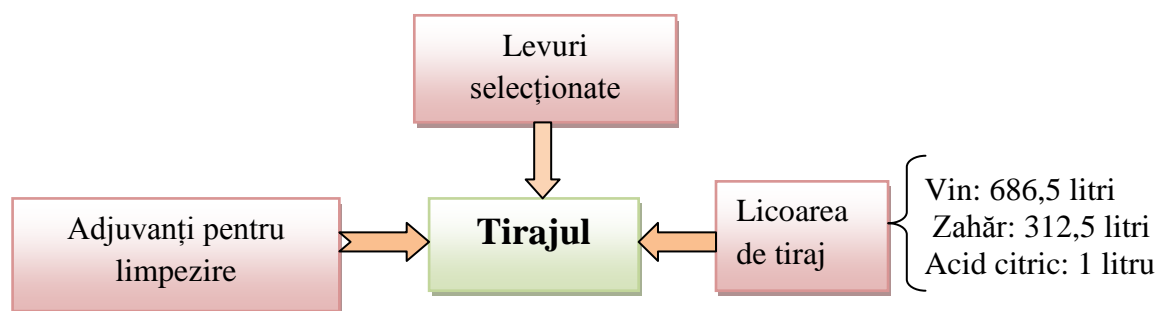 Levuri
selecționate
Adjuvanți pentru
limpezire
Tirajul
Licoarea
de tiraj
Vin: 686,5 litri
Zahăr: 312,5 litri
Acid citric: 1 litru